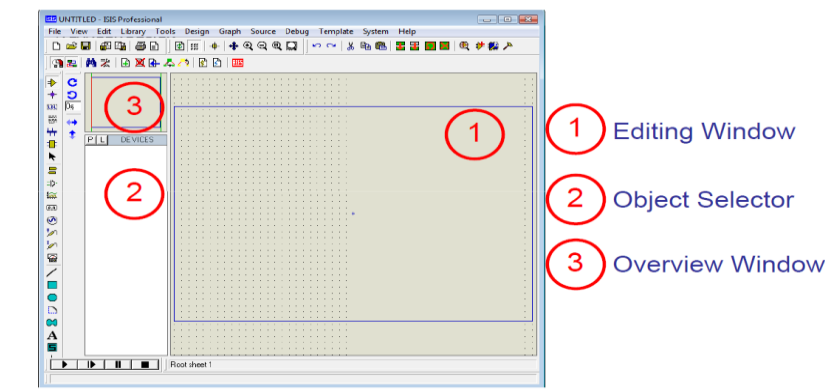 ISIS UNTITLED - ISIS Professional
File View Edit Library Tools Design Graph Source Debug Template System Help
3
1
P L DEVICES
2
Root sheet 1
1 Editing Window
2 Object Selector
3 Overview Window